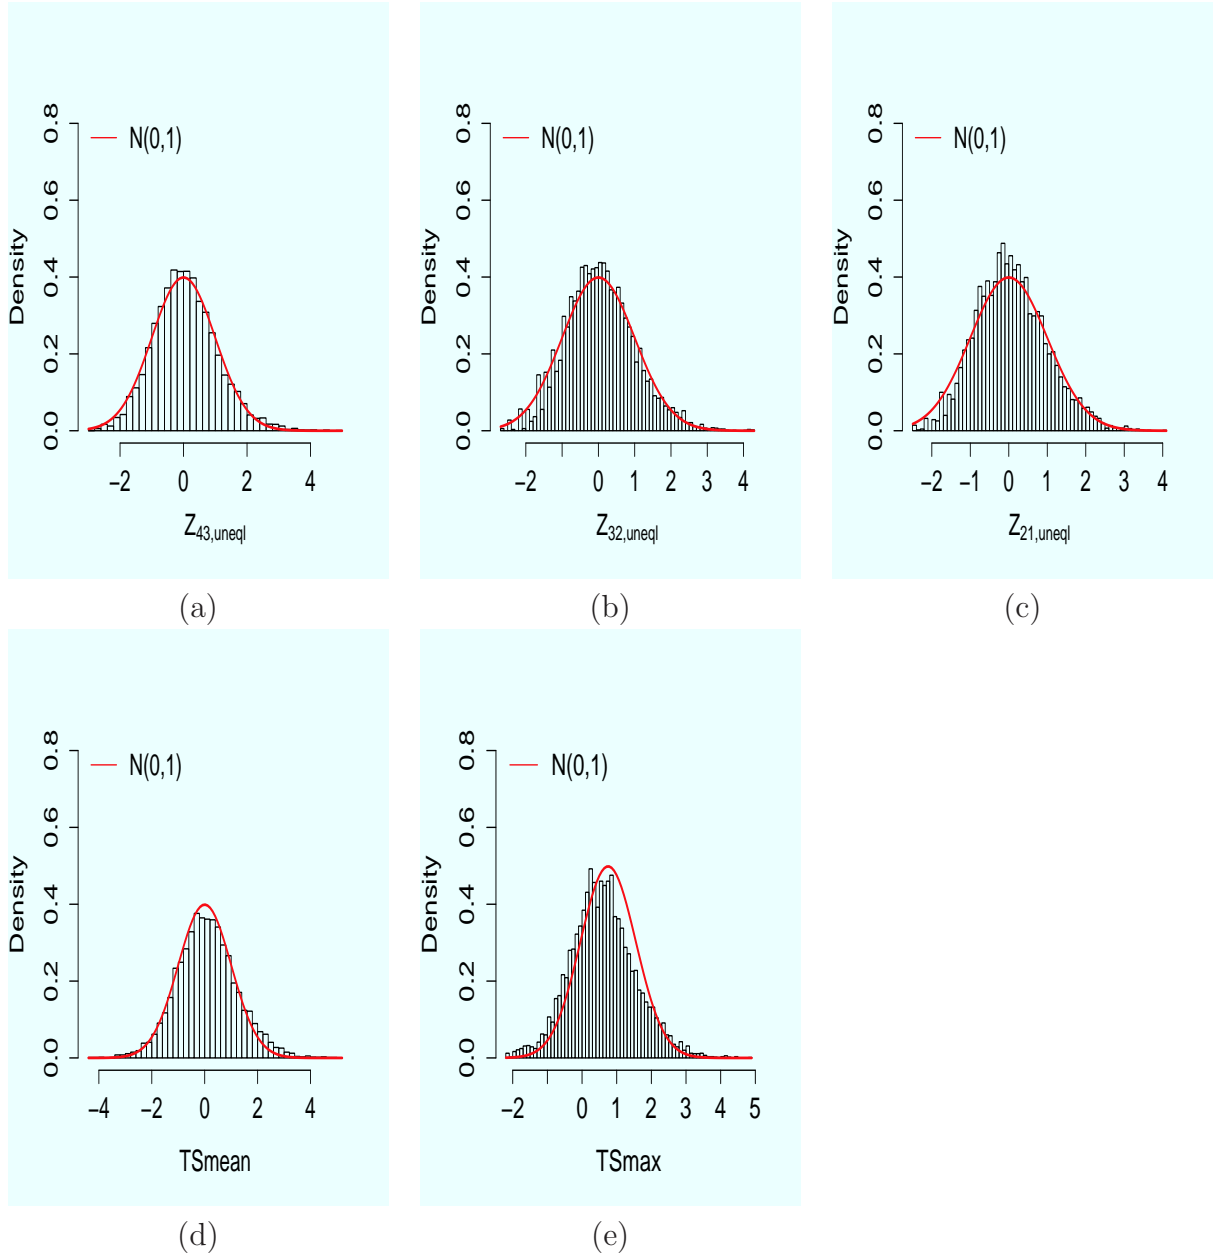 0.8
0.6
0.4
0.2
0.0
Density
N(0,1)
−2 0 2 4
Z43,uneql
(a)
0.8
0.6
0.4
0.2
0.0
Density
N(0,1)
−2 0 1 2 3 4
Z32,uneql
(b)
0.8
0.6
0.4
0.2
0.0
Density
N(0,1)
−2 −1 0 1 2 3 4
Z21,uneql
(c)
0.8
0.6
0.4
0.2
0.0
Density
N(0,1)
−4 −2 0 2 4
TSmean
(d)
0.8
0.6
0.4
0.2
0.0
Density
N(0,1)
−2 0 1 2 3 4 5
TSmax
(e)